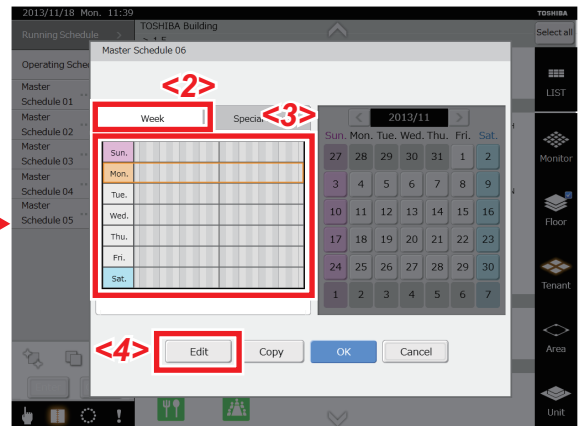 2013/11/18 Mon. 11:39
TOSHIBA
Running Schedule >
TOSHIBA Building
> 1.5
Select all
Operating Sche
Master
Schedule 01
Master
Schedule 02
Master
Schedule 03
Master
Schedule 04
Master
Schedule 05
Master Schedule 06
<2>
Week
Special
<3>
Sun.
Mon.
Tue.
Wed.
Thu.
Fri.
Sat.
< 2013/11 >
Sun. Mon. Tue. Wed. Thu. Fri. Sat.
27 28 29 30 31 1 2
3 4 5 6 7 8 9
10 11 12 13 14 15 16
17 18 19 20 21 22 23
24 25 26 27 28 29 30
1 2 3 4 5 6 7
<4>
Edit
Copy
OK
Cancel
LIST
Monitor
Floor
Tenant
Area
Unit